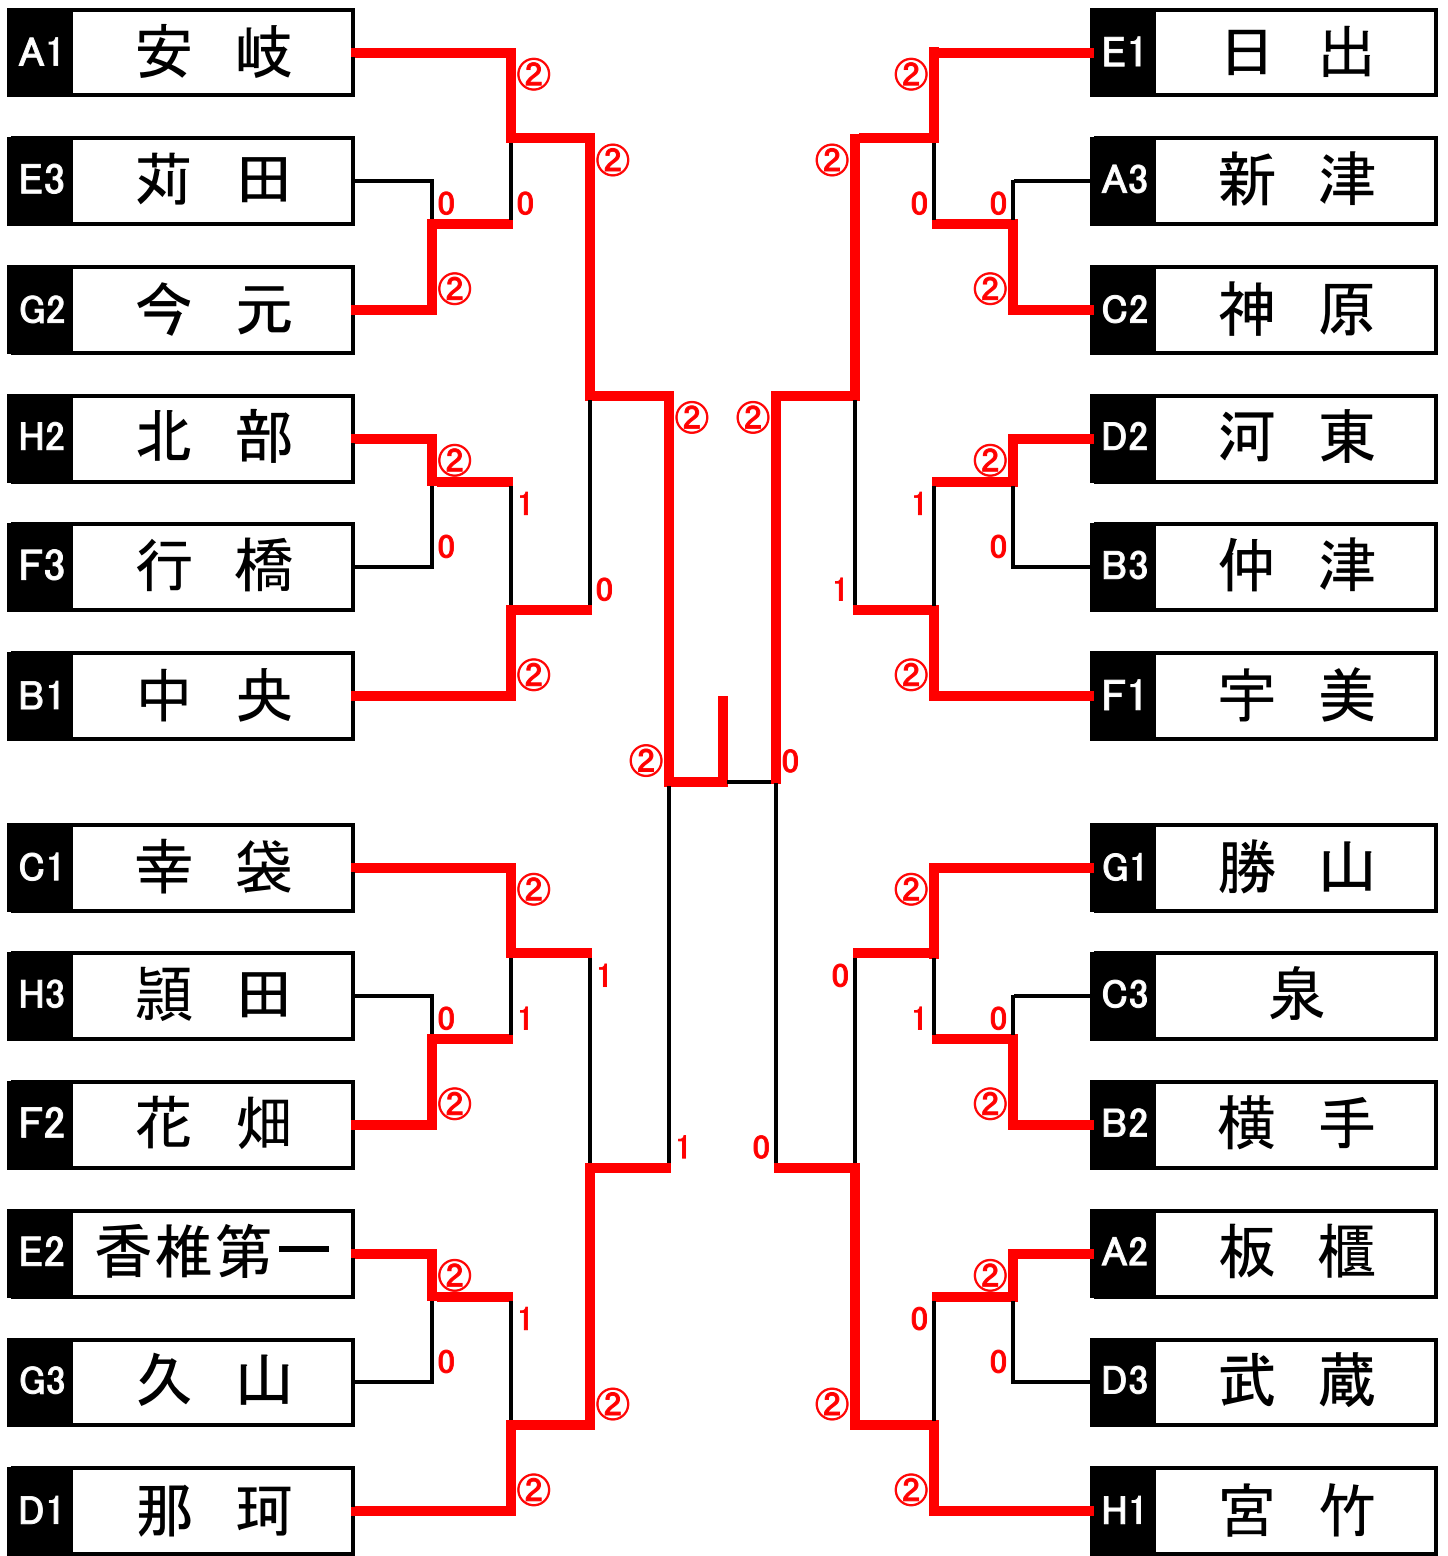 A1 安岐
②
E3 苅田
0
0
②
G2 今元
②
H2 北部
②
1
F3 行橋
0
0
B1 中央
②
②
②
C1 幸袋
②
1
H3 頴田
0
1
F2 花畑
②
1
E2 香椎第一
②
1
G3 久山
0
②
D1 那珂
②
E1 日出
②
②
A3 新津
0
0
C2 神原
②
②
D2 河東
②
1
B3 仲津
0
1
F1 宇美
②
0
G1 勝山
②
0
C3 泉
0
1
B2 横手
②
0
A2 板櫃
②
0
D3 武蔵
0
②
H1 宮竹
②